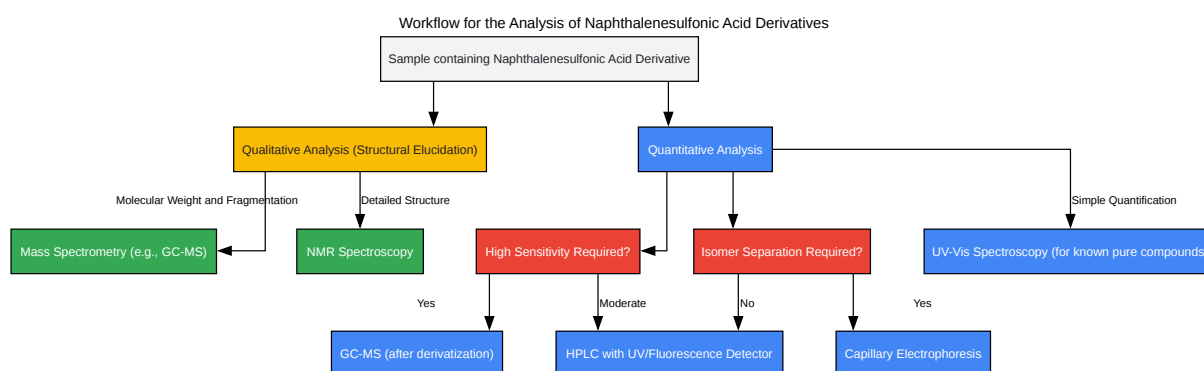 Workflow for the Analysis of Naphthalenesulfonic Acid Derivatives
Sample containing Naphthalenesulfonic Acid Derivative
Qualitative Analysis (Structural Elucidation)
Quantitative Analysis
Molecular Weight and Fragmentation
Detailed Structure
Simple Quantification
Mass Spectrometry (e.g., GC-MS)
NMR Spectroscopy
High Sensitivity Required?
Isomer Separation Required?
UV-Vis Spectroscopy (for known pure compounds
Yes
Moderate
No
Yes
GC-MS (after derivatization)
HPLC with UV/Fluorescence Detector
Capillary Electrophoresis